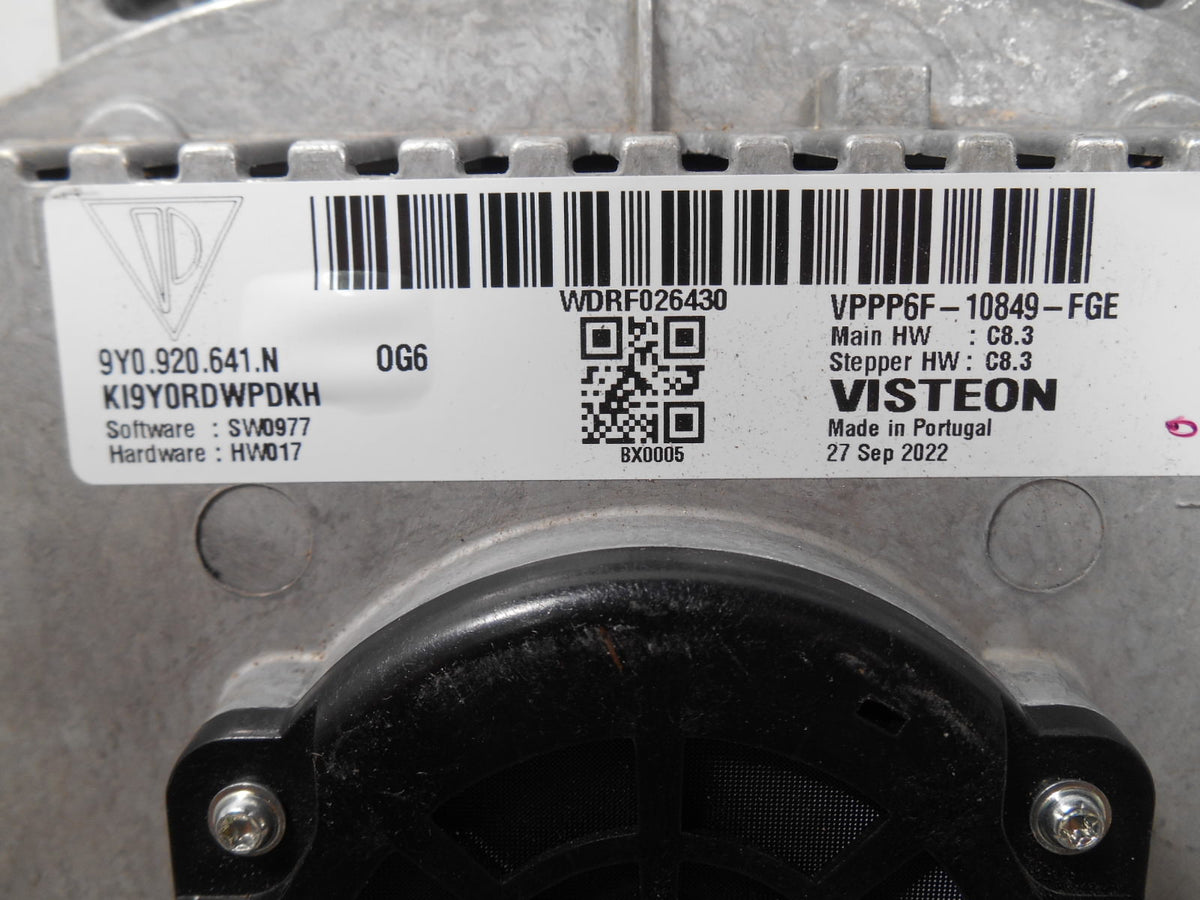 WDRF026430
VPPP6F-10849-FGE
Main HW : C8.3
Stepper HW : C8.3
9Y0.920.641.N 0G6
KI9Y0RDWPDKH
VISTEON
Software : SW0977
Made in Portugal
Hardware : HW017
BX0005
27 Sep 2022